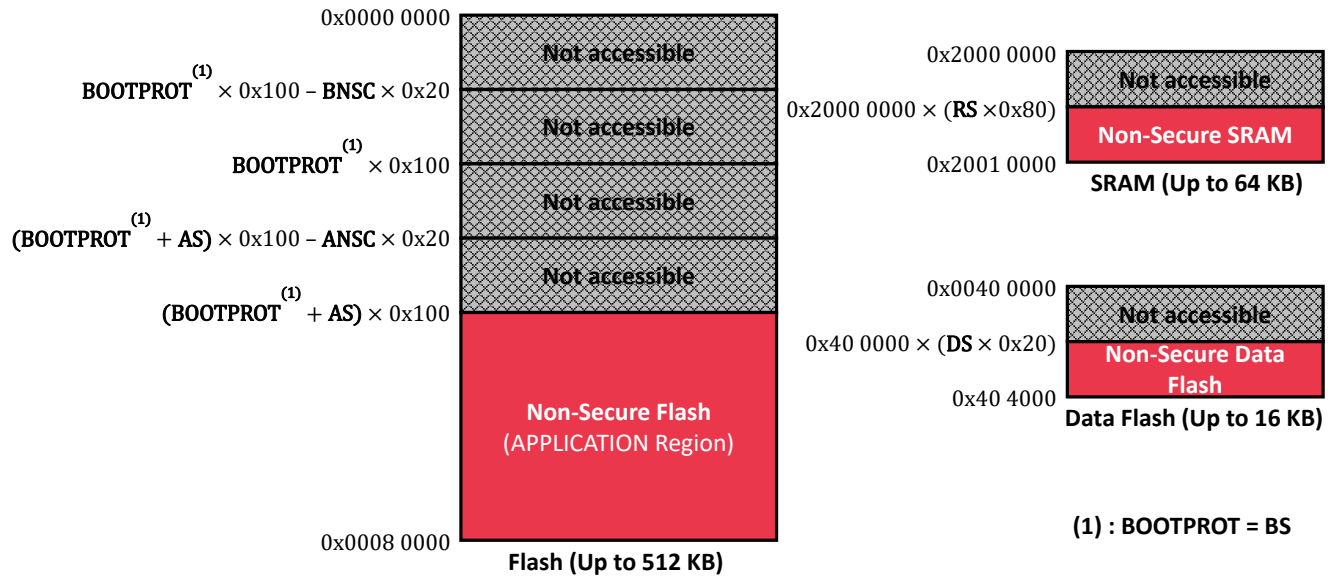 0x0000 0000
Not accessible
BOOTPROT⁽¹⁾ × 0x100 – BNSC × 0x20
Not accessible
BOOTPROT⁽¹⁾ × 0x100
Not accessible
(BOOTPROT⁽¹⁾ + AS) × 0x100 – ANSC × 0x20
Not accessible
(BOOTPROT⁽¹⁾ + AS) × 0x100
Non-Secure Flash
(APPLICATION Region)
0x0008 0000
Flash (Up to 512 KB)
0x2000 0000
Not accessible
0x2000 0000 × (RS ×0x80)
Non-Secure SRAM
0x2001 0000
SRAM (Up to 64 KB)
0x0040 0000
Not accessible
0x40 0000 × (DS × 0x20)
Non-Secure Data
Flash
0x40 4000
Data Flash (Up to 16 KB)
(1) : BOOTPROT = BS